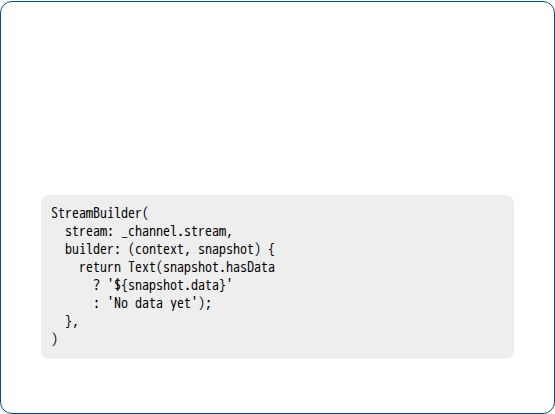 StreamBuilder(
  stream: _channel.stream,
  builder: (context, snapshot) {
    return Text(snapshot.hasData
      ? '${snapshot.data}'
      : 'No data yet');
  },
)